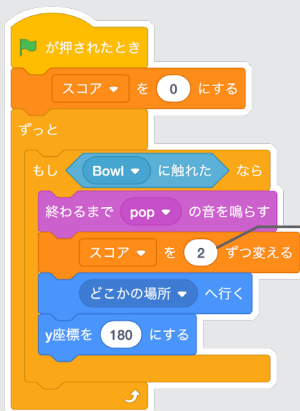 が押されたとき
スコア を 0 にする
ずっと
もし Bowl に触れた なら
終わるまで pop の音を鳴らす
スコア を 2 ずつ変える
どこかの場所 へ行く
y座標を 180 にする